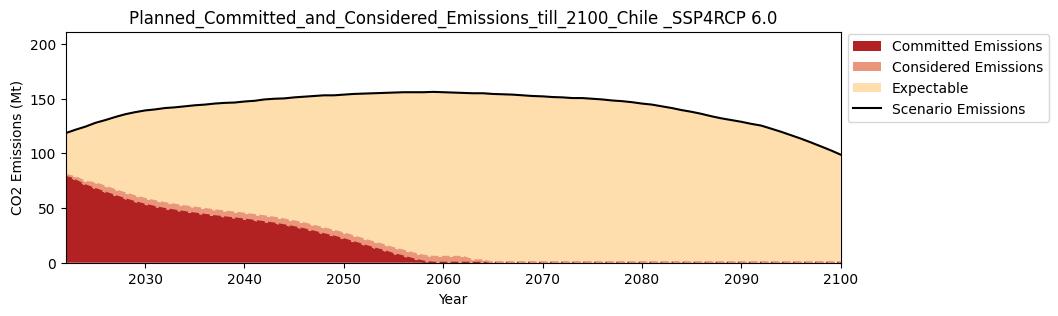 Planned_Committed_and_Considered_Emissions_till_2100_Chile _SSP4RCP 6.0
200
150
100
50
0
CO2 Emissions (Mt)
2030 2040 2050 2060 2070 2080 2090 2100
Year
Committed Emissions
Considered Emissions
Expectable
Scenario Emissions